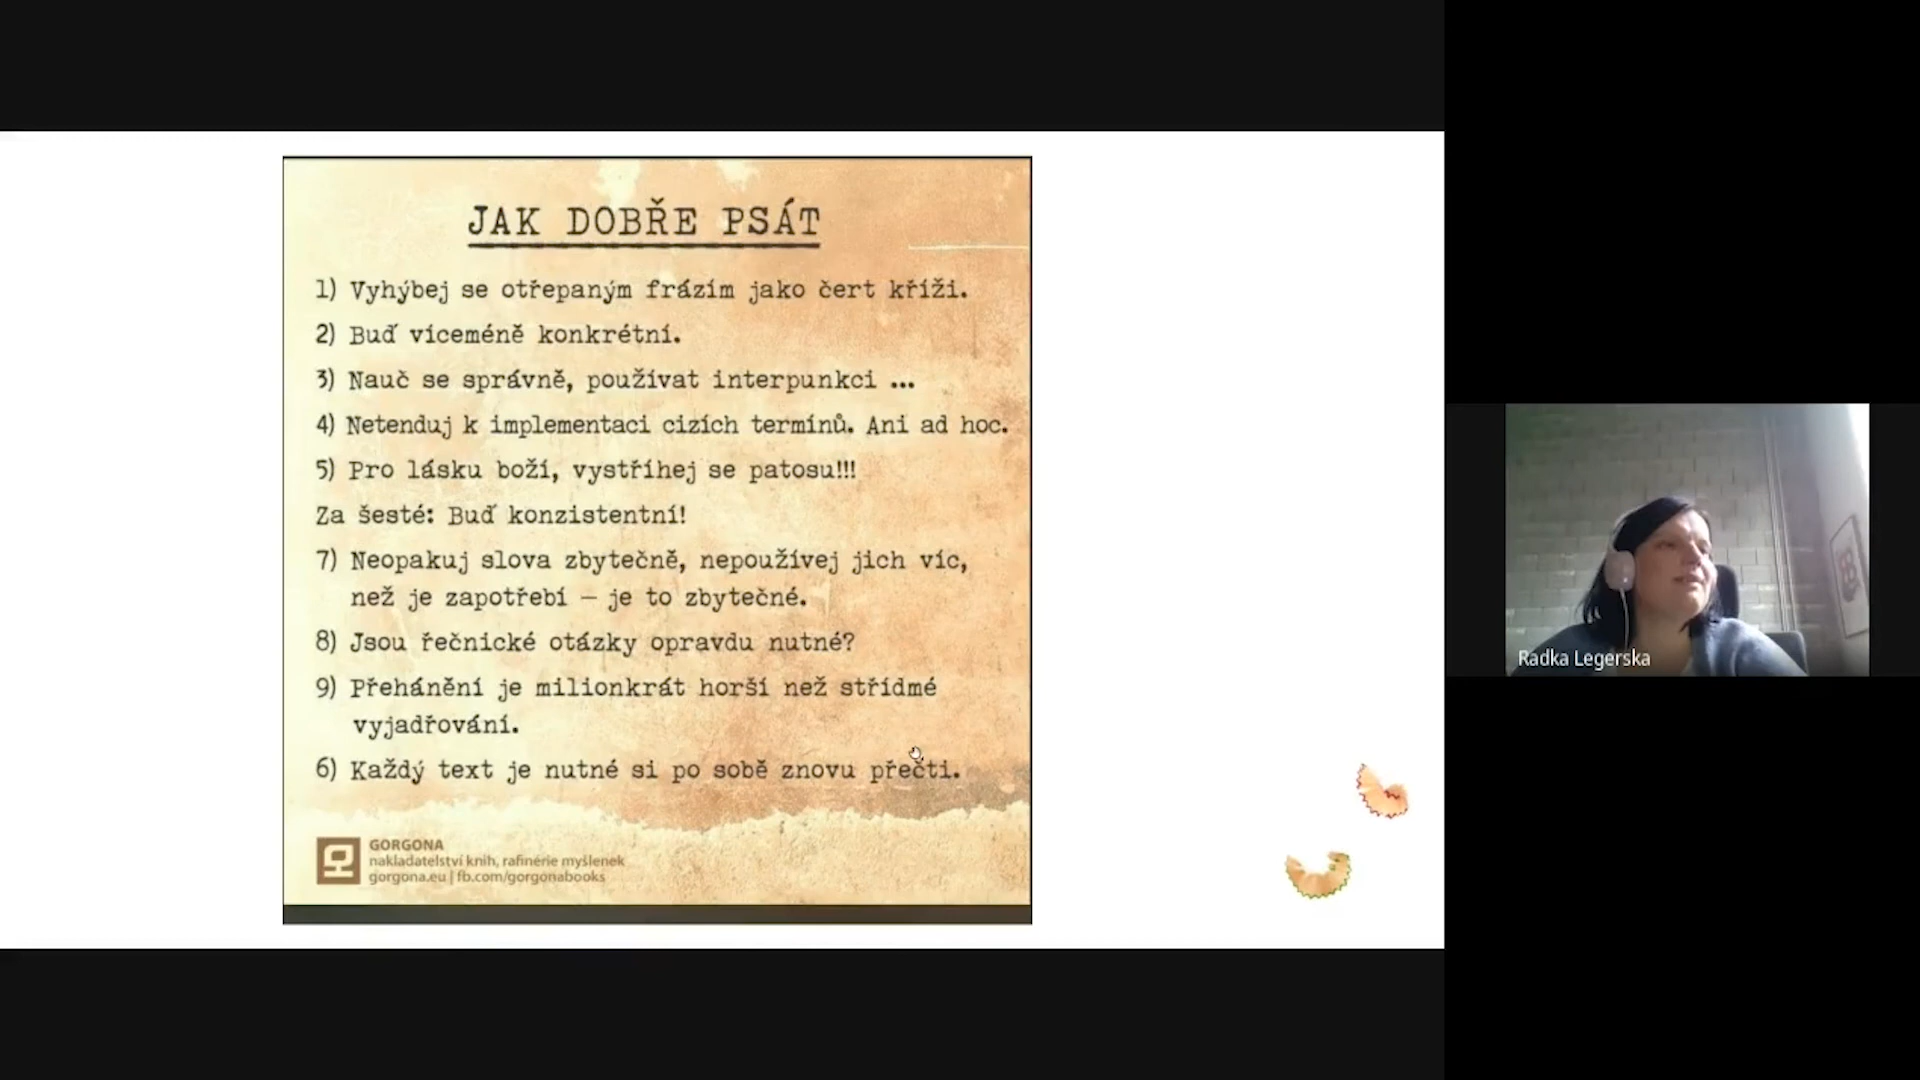 JAK DOBŘE PSÁT
1) Vyhýbej se otřepaným frázím jako čert kříži.
2) Buď víceméně konkrétní.
3) Nauč se správně, používat interpunkci ...
4) Netenduj k implementaci cizích termínů. Ani ad hoc.
5) Pro lásku boží, vystříhej se patosu!!!
Za šesté: Buď konzistentní!
7) Neopakuj slova zbytečně, nepoužívej jich víc,
než je zapotřebí – je to zbytečné.
8) Jsou řečnické otázky opravdu nutné?
9) Přehánění je milionkrát horší než střídmé
vyjadřování.
6) Každý text je nutné si po sobě znovu přečti.
GORGONA
nakladatelství knih, rafinérie myšlenek
gorgona.eu | fb.com/gorgonabooks
Radka Legerska